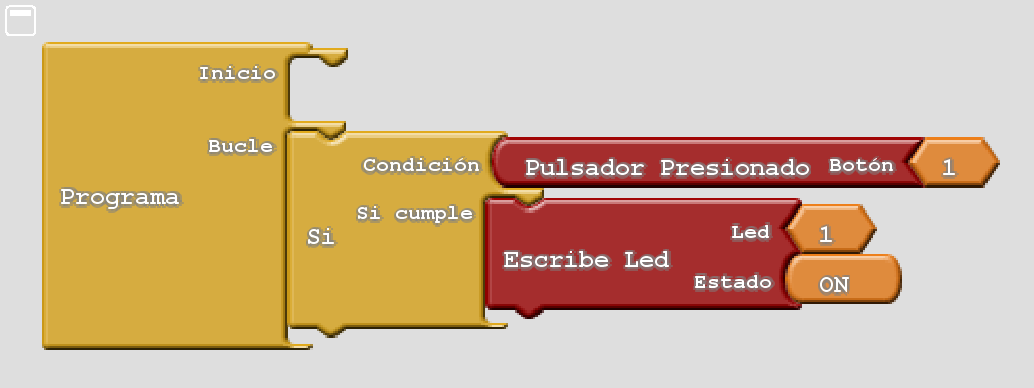 Inicio
Bucle
Programa
Si
Condición
Pulsador Presionado
Botón
1
Si cumple
Escribe Led
Led
1
Estado
ON